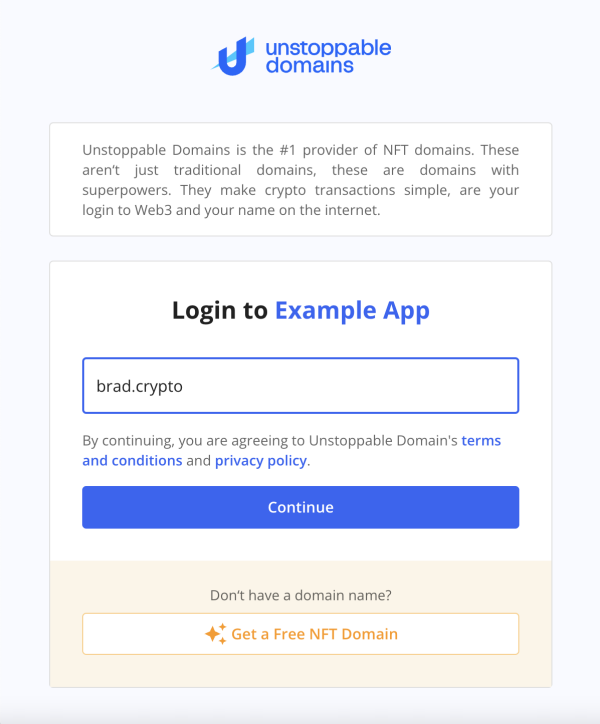 unstoppable
domains
Unstoppable Domains is the #1 provider of NFT domains. These
aren't just traditional domains, these are domains with
superpowers. They make crypto transactions simple, are your
login to Web3 and your name on the internet.
Login to Example App
brad.crypto
By continuing, you are agreeing to Unstoppable Domain's terms
and conditions and privacy policy.
Continue
Don't have a domain name?
Get a Free NFT Domain